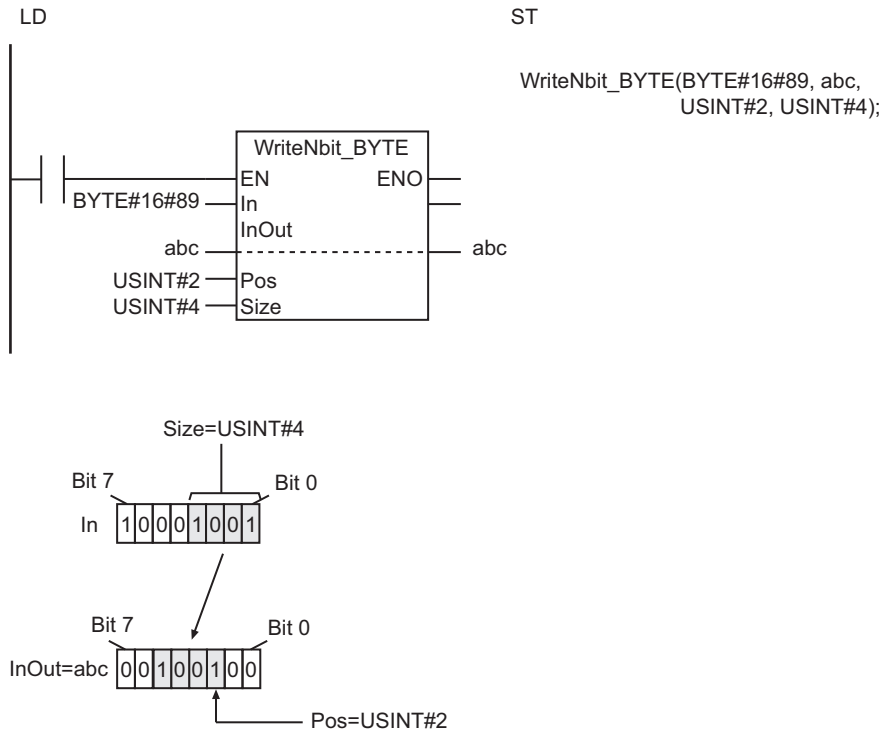 LD
ST
WriteNbit_BYTE(BYTE#16#89, abc,
USINT#2, USINT#4);
WriteNbit_BYTE
EN ENO
BYTE#16#89 In
InOut
abc abc
USINT#2 Pos
USINT#4 Size
Size=USINT#4
Bit 7 Bit 0
In 1 0 0 0 1 0 0 1
Bit 7 Bit 0
InOut=abc 0 0 1 0 0 1 0 0
Pos=USINT#2